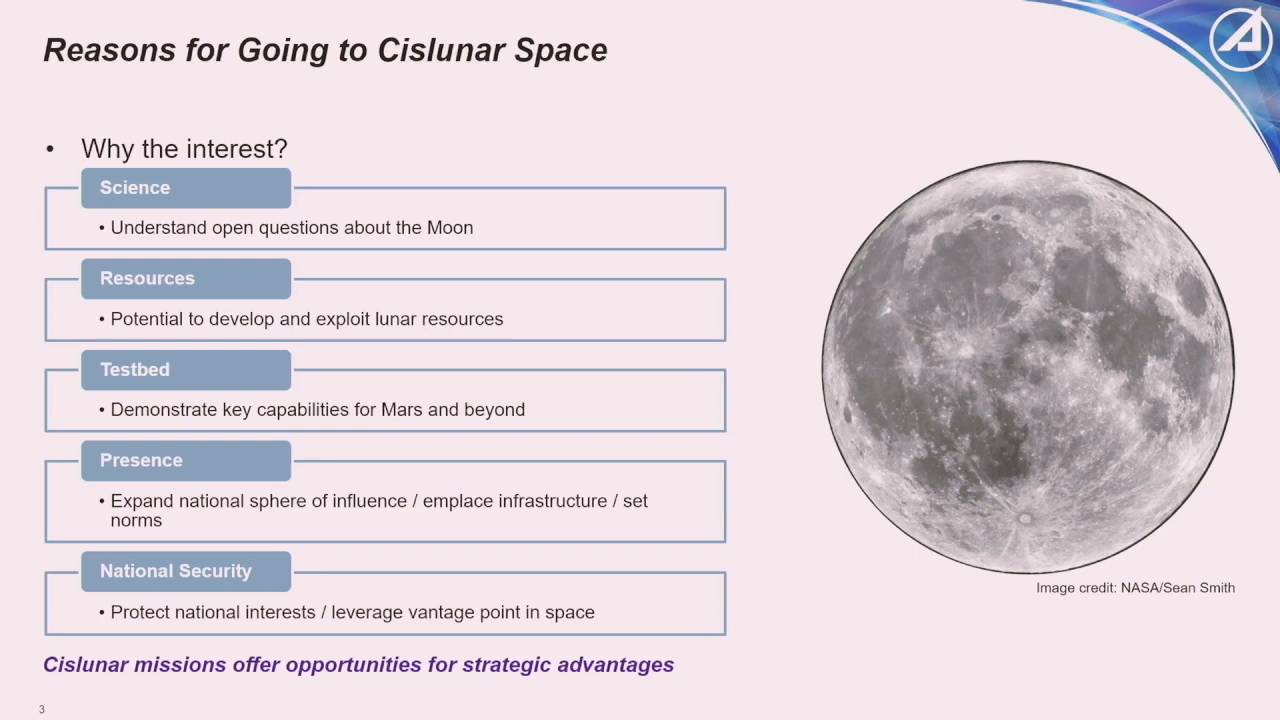 Reasons for Going to Cislunar Space
• Why the interest?
Science
• Understand open questions about the Moon
Resources
• Potential to develop and exploit lunar resources
Testbed
• Demonstrate key capabilities for Mars and beyond
Presence
• Expand national sphere of influence / emplace infrastructure / set
norms
National Security
• Protect national interests / leverage vantage point in space
Image credit: NASA/Sean Smith
Cislunar missions offer opportunities for strategic advantages
3